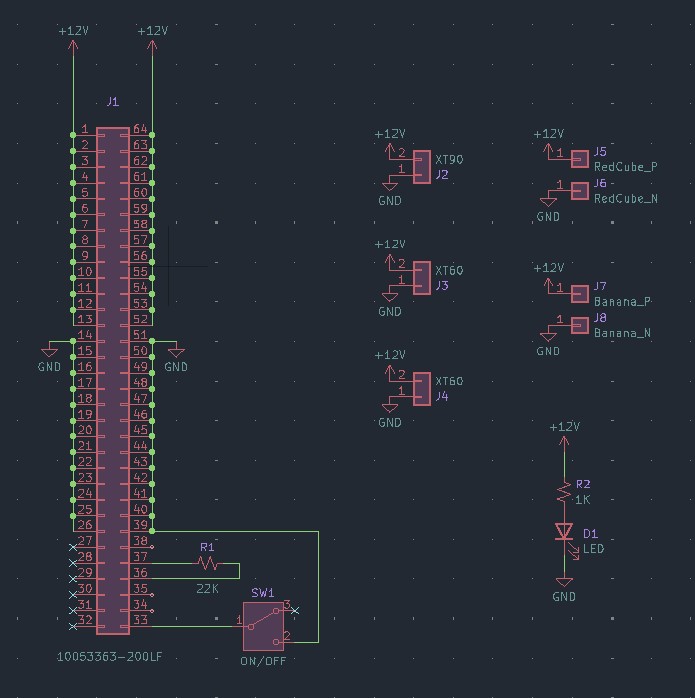 +12V +12V
J1
1 64
2 63
3 62
4 61
5 60
6 59
7 58
8 57
9 56
10 55
11 54
12 53
13 52
14 51
GND 15 50 GND
16 49
17 48
18 47
19 46
20 45
21 44
22 43
23 42
24 41
25 40
26 39
27 38
28 37
29 36
30 35
31 34
32 33
10053363-200LF
R1
22K
SW1
1
3
2
ON/OFF
+12V
2 XT90
1 J2
GND
+12V
2 XT60
1 J3
GND
+12V
2 XT60
1 J4
GND
+12V
1 J5
RedCube_P
1 J6
RedCube_N
GND
+12V
1 J7
Banana_P
1 J8
Banana_N
GND
+12V
R2
1K
D1
LED
GND